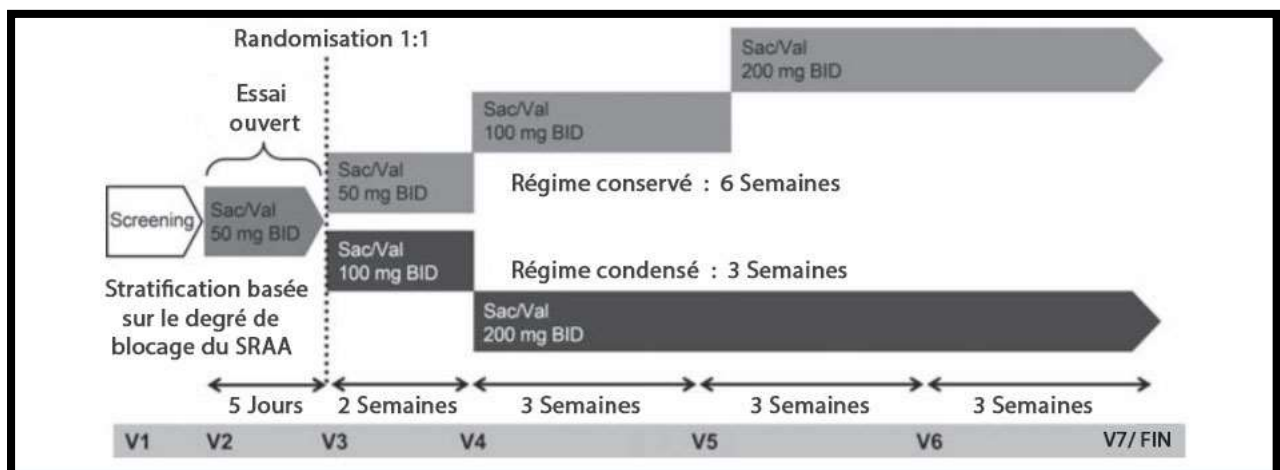 Randomisation 1:1
Sac/Val
200 mg BID
Essai
ouvert
Sac/Val
100 mg BID
Sac/Val
50 mg BID
Régime conservé : 6 Semaines
Screening
Sac/Val
50 mg BID
Sac/Val
100 mg BID
Régime condensé : 3 Semaines
Stratification basée
sur le degré de
blocage du SRAA
Sac/Val
200 mg BID
5 Jours
2 Semaines
3 Semaines
3 Semaines
3 Semaines
V1
V2
V3
V4
V5
V6
V7/ FIN